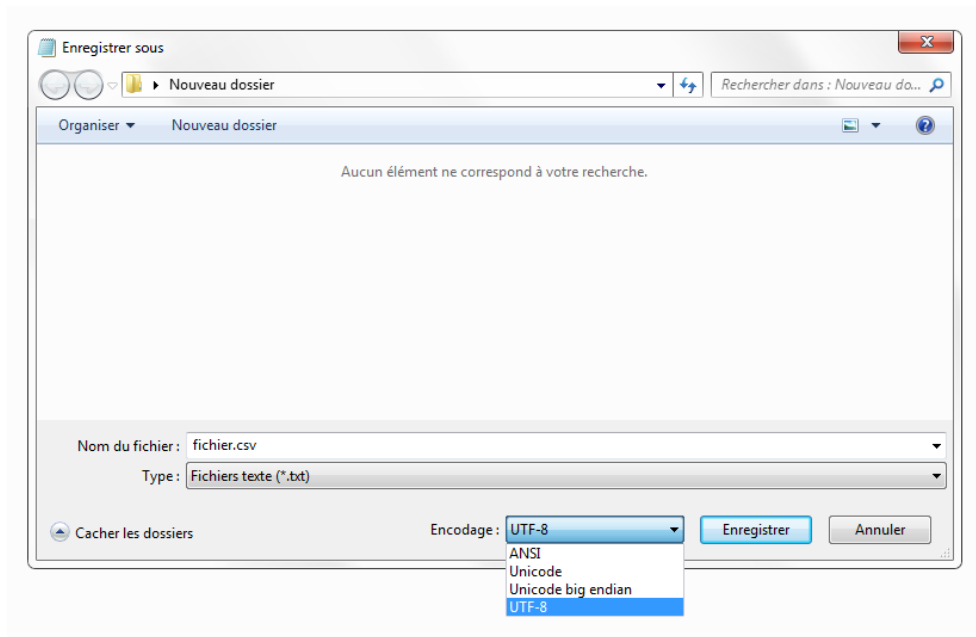 Enregistrer sous
Nouveau dossier
Rechercher dans : Nouveau do...
Organiser
Nouveau dossier
Aucun élément ne correspond à votre recherche.
Nom du fichier : fichier.csv
Type : Fichiers texte (*.txt)
Cacher les dossiers
Encodage : UTF-8
Enregistrer
Annuler
ANSI
Unicode
Unicode big endian
UTF-8